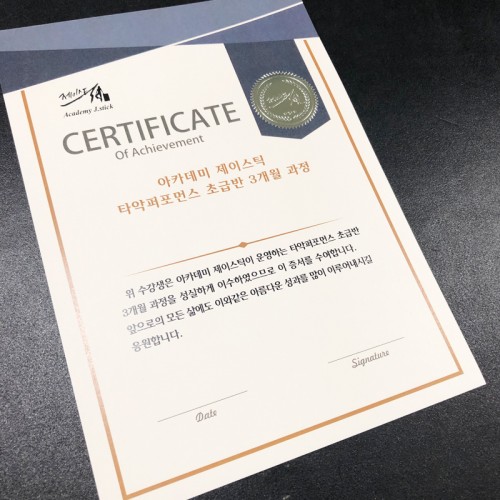 제이스틱
Academy J.stick
CERTIFICATE
Of Achievement
아카데미 제이스틱
타악퍼포먼스 초급반 3개월 과정
위 수강생은 아카데미 제이스틱이 운영하는 타악퍼포먼스 초급반
3개월 과정을 성실하게 이수하였으므로 이 증서를 수여합니다.
앞으로의 모든 삶에도 이와같은 아름다운 성과를 많이 이루어내시길
응원합니다.
Date
Signature